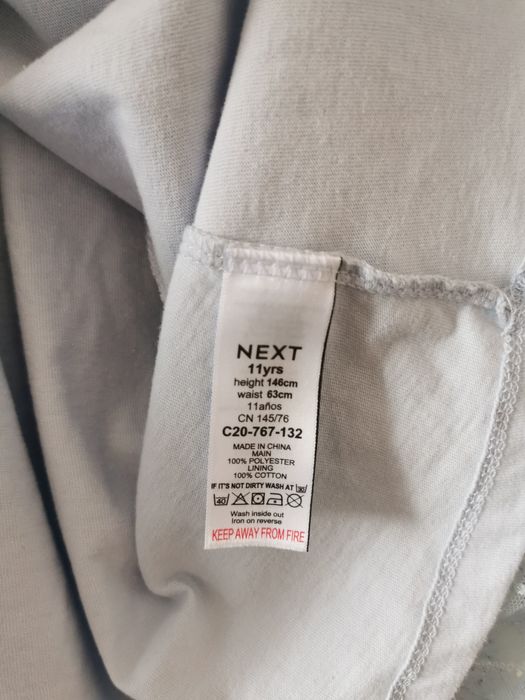 NEXT
11yrs
height 146cm
waist 63cm
11años
CN 145/76
C20-767-132
MADE IN CHINA
MAIN
100% POLYESTER
LINING
100% COTTON
IF IT'S NOT DIRTY WASH AT 30
40
Wash inside out
Iron on reverse
KEEP AWAY FROM FIRE